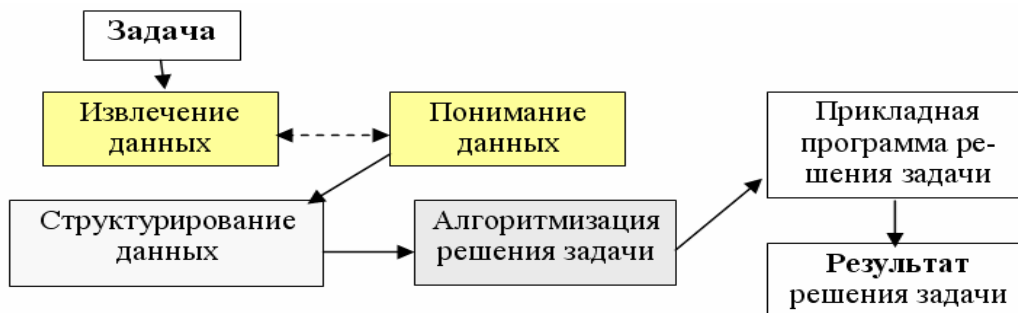 Задача
Извлечение
данных
Понимание
данных
Структурирование
данных
Алгоритмизация
решения задачи
Прикладная
программа ре-
шения задачи
Результат
решения задачи